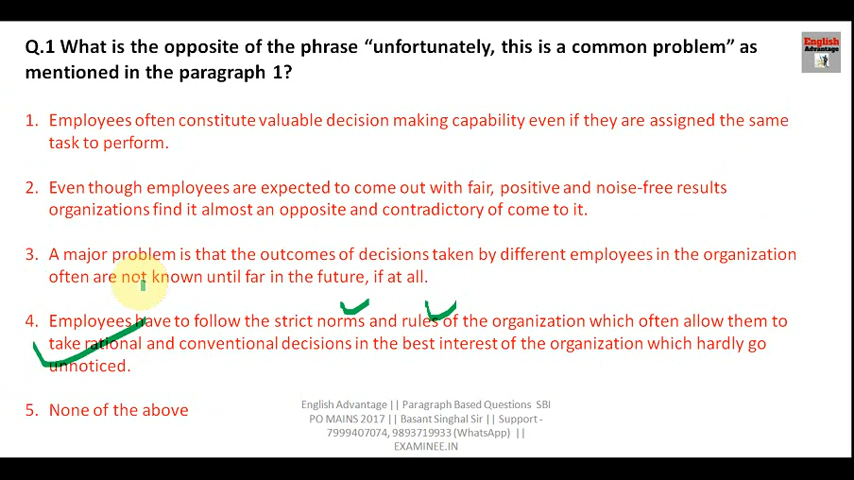 Q.1 What is the opposite of the phrase “unfortunately, this is a common problem” as
mentioned in the paragraph 1?
English
Advantage
1. Employees often constitute valuable decision making capability even if they are assigned the same
task to perform.
2. Even though employees are expected to come out with fair, positive and noise-free results
organizations find it almost an opposite and contradictory of come to it.
3. A major problem is that the outcomes of decisions taken by different employees in the organization
often are not known until far in the future, if at all.
4. Employees have to follow the strict norms and rules of the organization which often allow them to
take rational and conventional decisions in the best interest of the organization which hardly go
unnoticed.
5. None of the above
English Advantage || Paragraph Based Questions SBI
PO MAINS 2017 || Basant Singhal Sir || Support -
7999407074, 9893719933 (WhatsApp) ||
EXAMINEE.IN